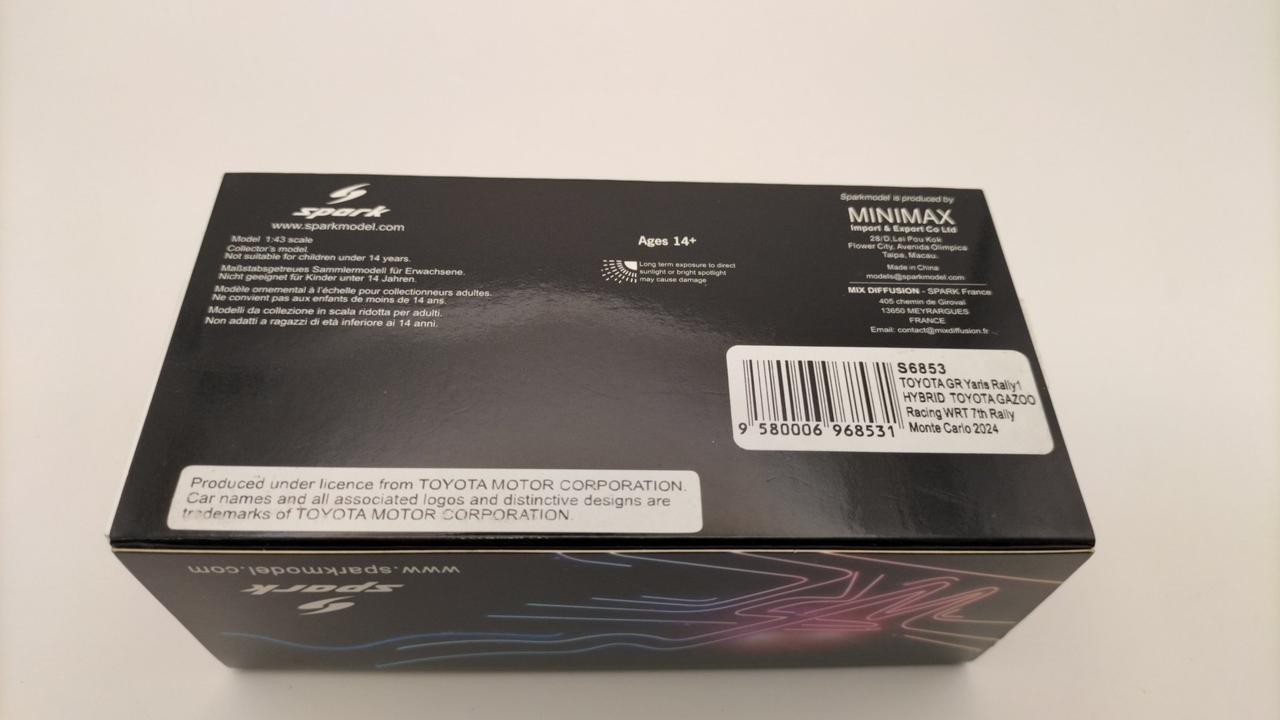 spark
www.sparkmodel.com
Model 1:43 scale
Collector's model.
Not suitable for children under 14 years.
Maßstabsgetreues Sammlermodell für Erwachsene.
Nicht geeignet für Kinder unter 14 Jahren.
Modèle ornemental à l'échelle pour collectionneurs adultes.
Ne convient pas aux enfants de moins de 14 ans.
Modelli da collezione in scala ridotta per adulti.
Non adatti a ragazzi di età inferiore ai 14 anni.
Ages 14+
Long term exposure to direct
sunlight or bright spotlight
may cause damage
Sparkmodel is produced by
MINIMAX
Import & Export Co Ltd
28/D,Lei Pou Kok
Flower City, Avenida Olimpica
Taipa, Macau.
Made in China
models@sparkmodel.com
MIX DIFFUSION - SPARK France
405 chemin de Giroval
13650 MEYRARGUES
FRANCE
Email: contact@mixdiffusion.fr
S6853
TOYOTA GR Yaris Rally1
HYBRID TOYOTA GAZOO
Racing WRT 7th Rally
Monte Carlo 2024
9 580006 968531
Produced under licence from TOYOTA MOTOR CORPORATION.
Car names and all associated logos and distinctive designs are
trademarks of TOYOTA MOTOR CORPORATION.
www.sparkmodel.com
spark